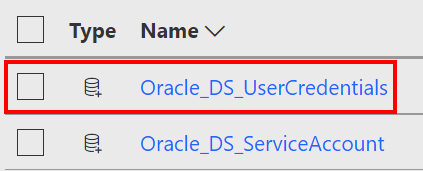 Type Name
Oracle_DS_UserCredentials
Oracle_DS_ServiceAccount